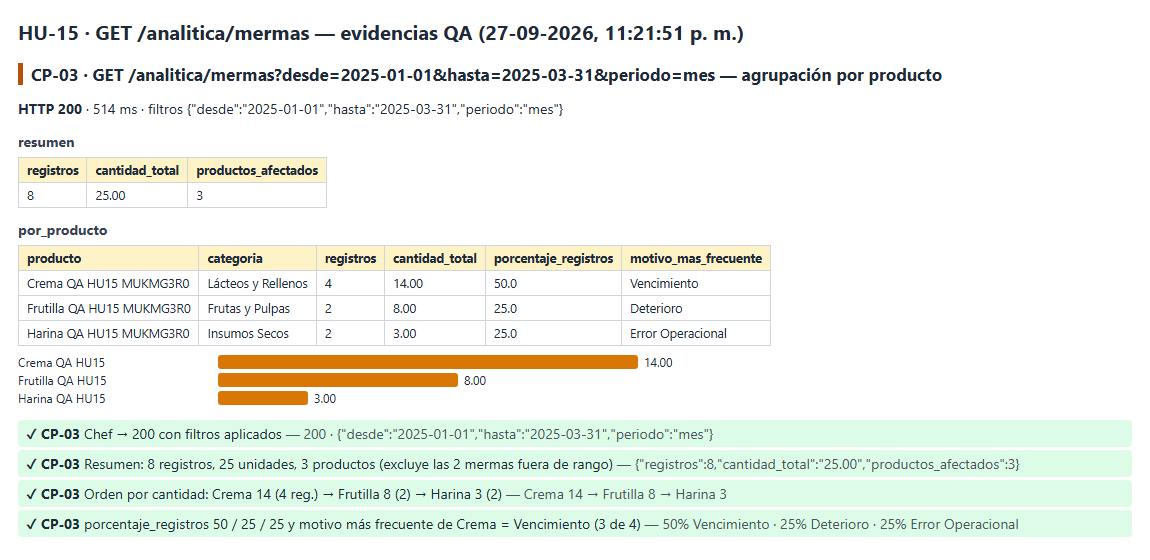 HU-15 · GET /analitica/mermas — evidencias QA (27-09-2026, 11:21:51 p. m.)
CP-03 · GET /analitica/mermas?desde=2025-01-01&hasta=2025-03-31&periodo=mes — agrupación por producto
HTTP 200 · 514 ms · filtros {"desde":"2025-01-01","hasta":"2025-03-31","periodo":"mes"}
resumen
registros cantidad_total productos_afectados
8 25.00 3
por_producto
producto categoria registros cantidad_total porcentaje_registros motivo_mas_frecuente
Crema QA HU15 MUKMG3R0 Lácteos y Rellenos 4 14.00 50.0 Vencimiento
Frutilla QA HU15 MUKMG3R0 Frutas y Pulpas 2 8.00 25.0 Deterioro
Harina QA HU15 MUKMG3R0 Insumos Secos 2 3.00 25.0 Error Operacional
Crema QA HU15 14.00
Frutilla QA HU15 8.00
Harina QA HU15 3.00
✓ CP-03 Chef → 200 con filtros aplicados — 200 · {"desde":"2025-01-01","hasta":"2025-03-31","periodo":"mes"}
✓ CP-03 Resumen: 8 registros, 25 unidades, 3 productos (excluye las 2 mermas fuera de rango) — {"registros":8,"cantidad_total":"25.00","productos_afectados":3}
✓ CP-03 Orden por cantidad: Crema 14 (4 reg.) → Frutilla 8 (2) → Harina 3 (2) — Crema 14 → Frutilla 8 → Harina 3
✓ CP-03 porcentaje_registros 50 / 25 / 25 y motivo más frecuente de Crema = Vencimiento (3 de 4) — 50% Vencimiento · 25% Deterioro · 25% Error Operacional